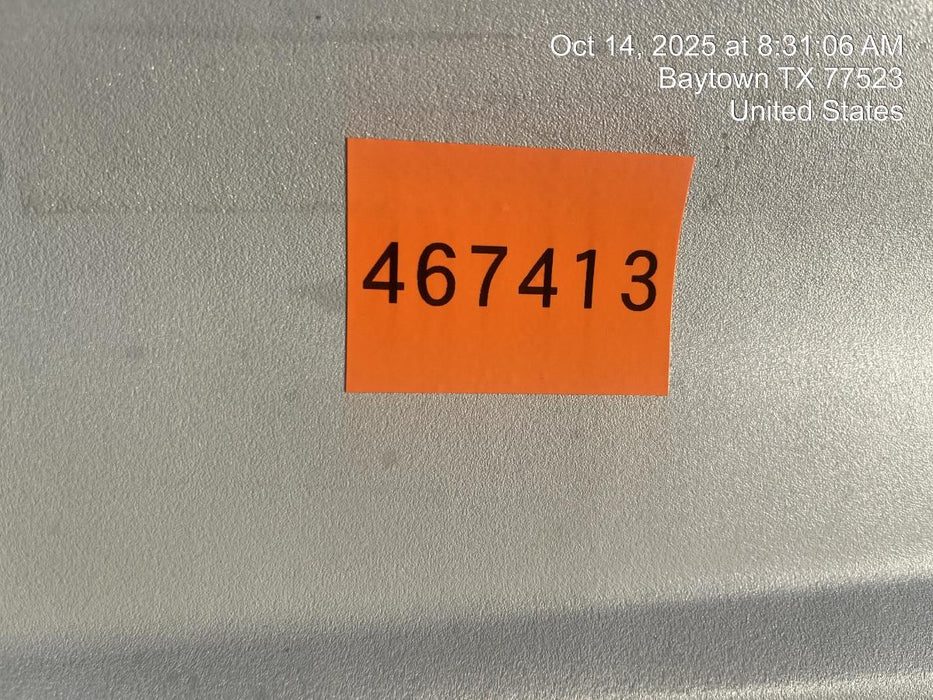 Oct 14, 2025 at 8:31:06 AM
Baytown TX 77523
United States
467413